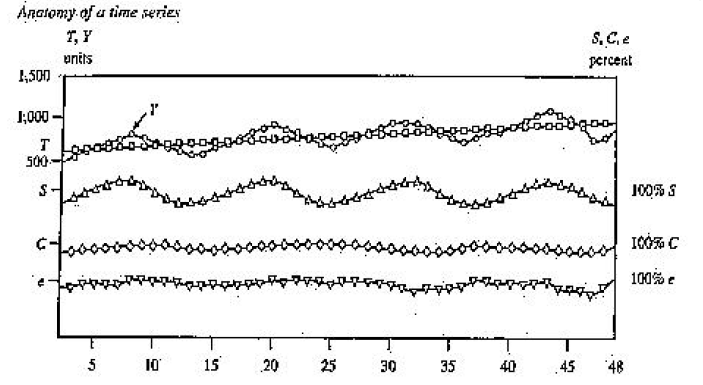 Anatomy of a time series
T, Y
units
S, C, e
percent
1,500
1,000
500
T
Y
S
100% S
C
100% C
e
100% e
5 10 15 20 25 30 35 40 45 48